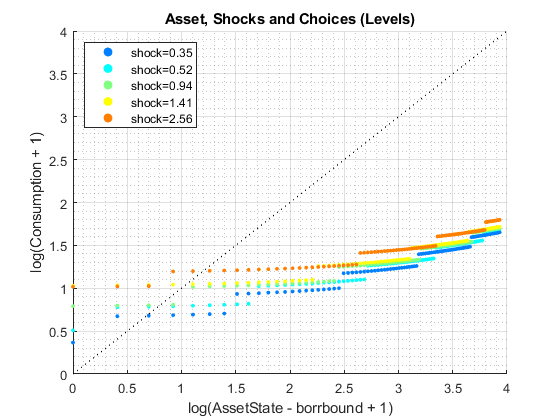 Asset, Shocks and Choices (Levels)
4
3.5
3
2.5
2
1.5
1
0.5
0
log(Consumption + 1)
shock=0.35
shock=0.52
shock=0.94
shock=1.41
shock=2.56
0 0.5 1 1.5 2 2.5 3 3.5 4
log(AssetState - borrbound + 1)